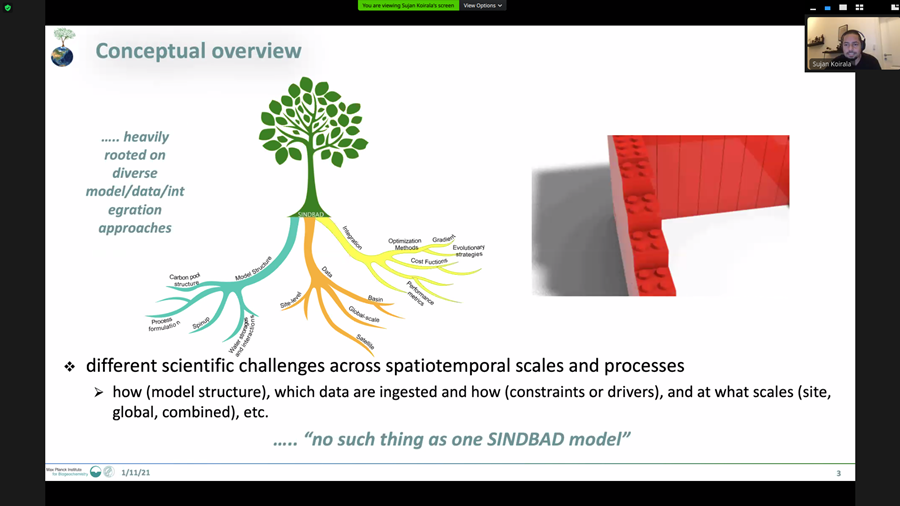 You are viewing Sujan Koirala's screen
View Options
Sujan Koirala
Conceptual overview
….. heavily
rooted on
diverse
model/data/int
egration
approaches
SINDBAD
Model Structure
Carbon pool
structure
Process
formulation
Spinup
Water storages
and interactions
Data
Site-level
Basin
Global-scale
Satellite
Integration
Optimization
Methods
Gradient
Evolutionary
strategies
Cost Fuctions
Performance
metrics
❖ different scientific challenges across spatiotemporal scales and processes
➢ how (model structure), which data are ingested and how (constraints or drivers), and at what scales (site,
global, combined), etc.
….. “no such thing as one SINDBAD model”
Max Planck Institute
for Biogeochemistry
1/11/21
3